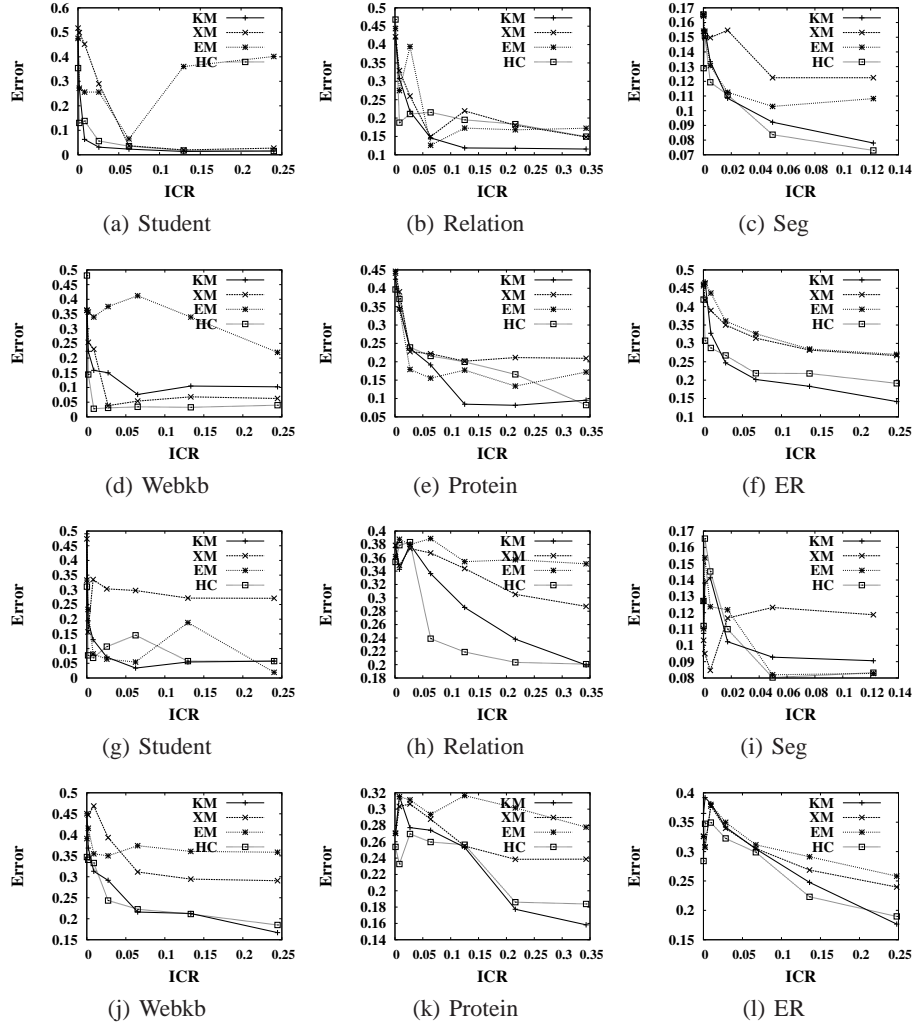 Error
0.6
0.5
0.4
0.3
0.2
0.1
0
KM
XM
EM
HC
0 0.05 0.1 0.15 0.2 0.25
ICR
(a) Student
Error
0.5
0.45
0.4
0.35
0.3
0.25
0.2
0.15
0.1
KM
XM
EM
HC
0 0.05 0.1 0.15 0.2 0.25 0.3 0.35
ICR
(b) Relation
Error
0.17
0.16
0.15
0.14
0.13
0.12
0.11
0.1
0.09
0.08
0.07
KM
XM
EM
HC
0 0.02 0.04 0.06 0.08 0.1 0.12 0.14
ICR
(c) Seg
Error
0.5
0.45
0.4
0.35
0.3
0.25
0.2
0.15
0.1
0.05
0
KM
XM
EM
HC
0 0.05 0.1 0.15 0.2 0.25
ICR
(d) Webkb
Error
0.45
0.4
0.35
0.3
0.25
0.2
0.15
0.1
0.05
KM
XM
EM
HC
0 0.05 0.1 0.15 0.2 0.25 0.3 0.35
ICR
(e) Protein
Error
0.5
0.45
0.4
0.35
0.3
0.25
0.2
0.15
0.1
KM
XM
EM
HC
0 0.05 0.1 0.15 0.2 0.25
ICR
(f) ER
Error
0.5
0.45
0.4
0.35
0.3
0.25
0.2
0.15
0.1
0.05
0
KM
XM
EM
HC
0 0.05 0.1 0.15 0.2 0.25
ICR
(g) Student
Error
0.4
0.38
0.36
0.34
0.32
0.3
0.28
0.26
0.24
0.22
0.2
0.18
KM
XM
EM
HC
0 0.05 0.1 0.15 0.2 0.25 0.3 0.35
ICR
(h) Relation
Error
0.17
0.16
0.15
0.14
0.13
0.12
0.11
0.1
0.09
0.08
KM
XM
EM
HC
0 0.02 0.04 0.06 0.08 0.1 0.12 0.14
ICR
(i) Seg
Error
0.5
0.45
0.4
0.35
0.3
0.25
0.2
0.15
KM
XM
EM
HC
0 0.05 0.1 0.15 0.2 0.25
ICR
(j) Webkb
Error
0.32
0.3
0.28
0.26
0.24
0.22
0.2
0.18
0.16
0.14
KM
XM
EM
HC
0 0.05 0.1 0.15 0.2 0.25 0.3 0.35
ICR
(k) Protein
Error
0.4
0.35
0.3
0.25
0.2
0.15
KM
XM
EM
HC
0 0.05 0.1 0.15 0.2 0.25
ICR
(l) ER